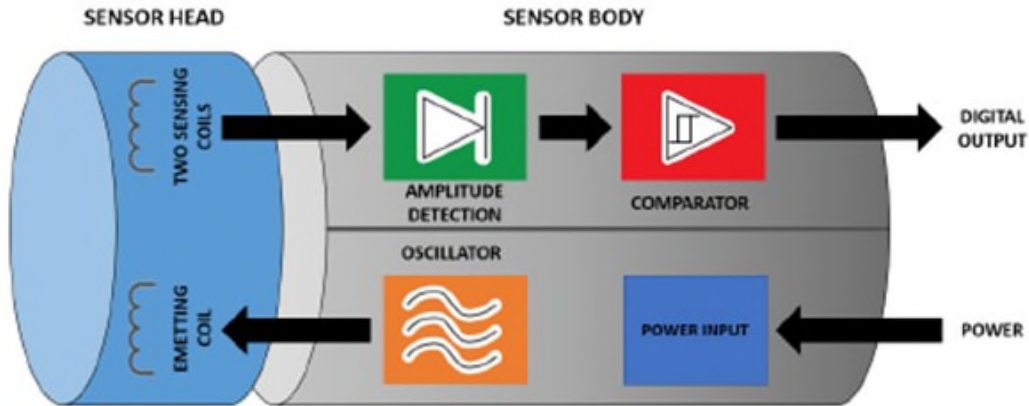 SENSOR HEAD
SENSOR BODY
TWO SENSING
COILS
AMPLITUDE
DETECTION
COMPARATOR
DIGITAL
OUTPUT
OSCILLATOR
EMETTING
COIL
POWER INPUT
POWER